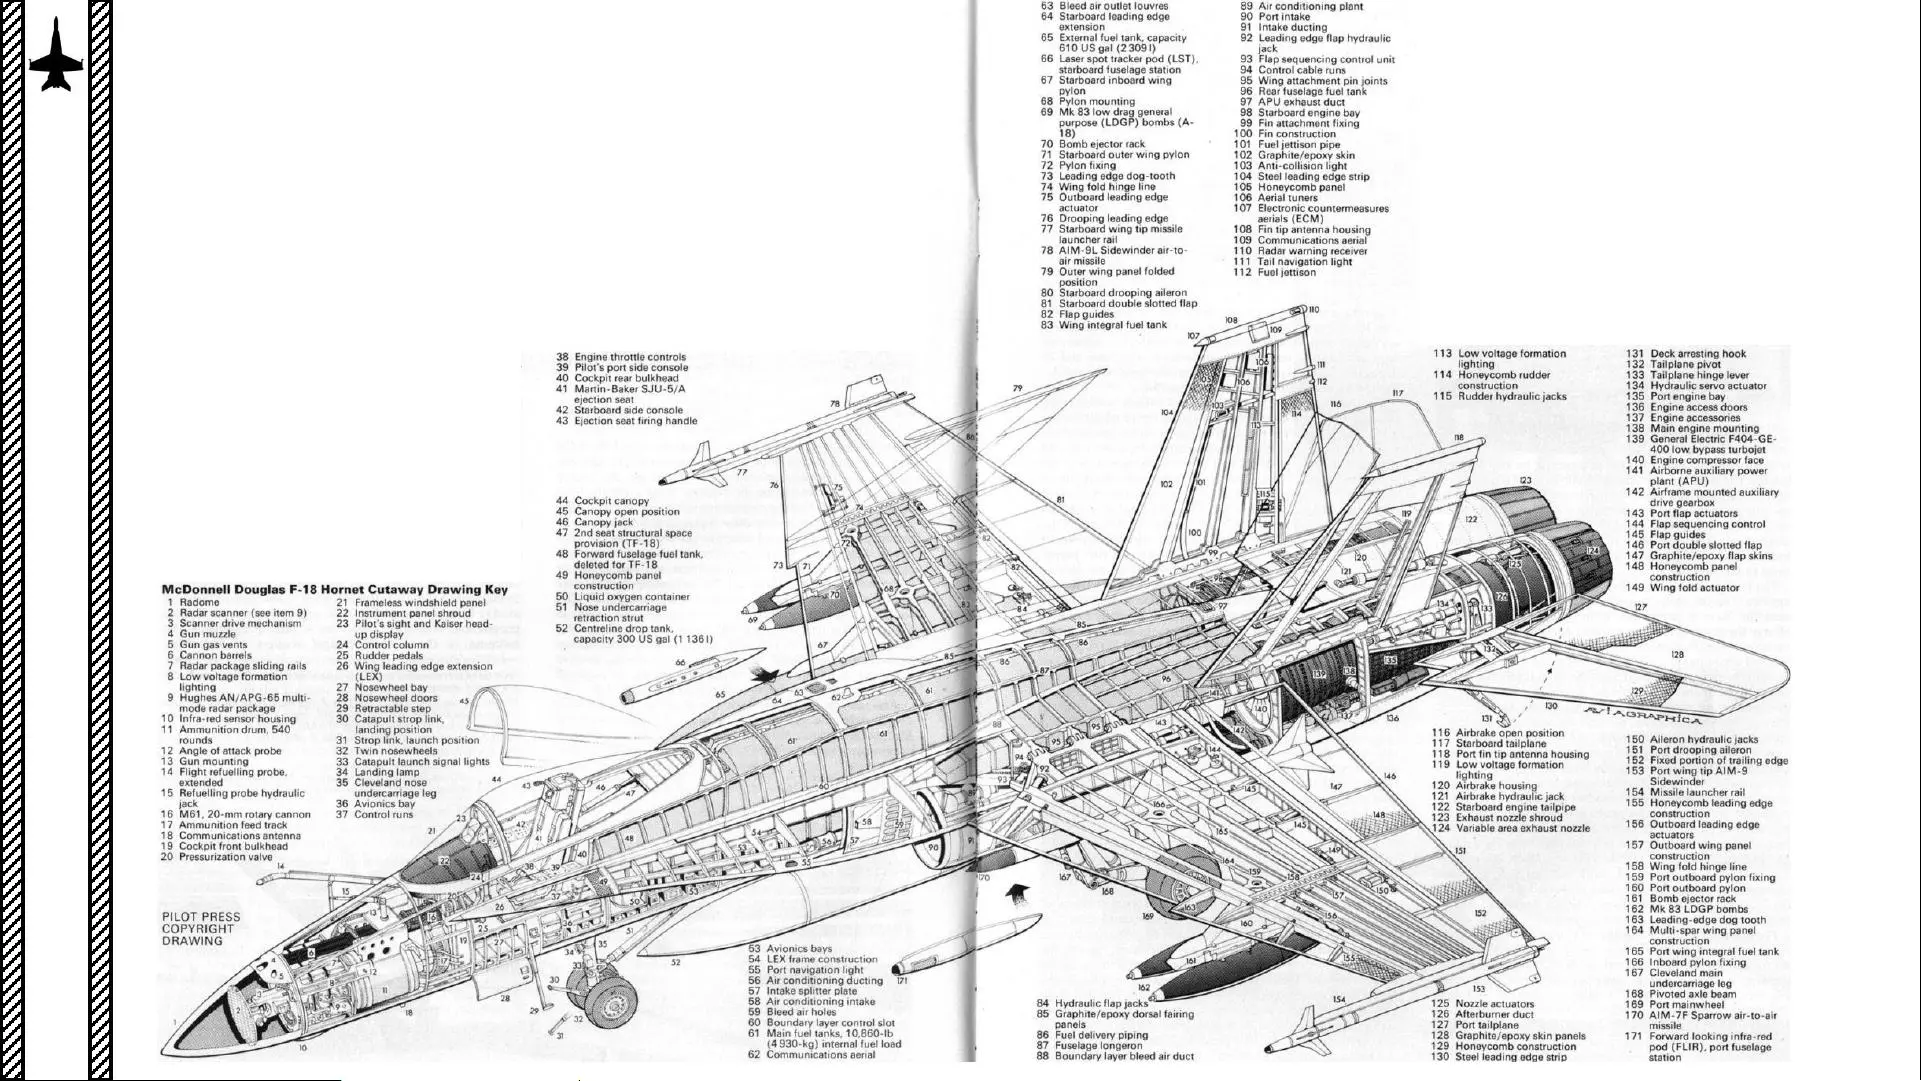 McDonnell Douglas F-18 Hornet Cutaway Drawing Key
1 Radome
2 Radar scanner (see item 9)
3 Scanner drive mechanism
4 Gun muzzle
5 Gun gas vents
6 Cannon barrels
7 Radar package sliding rails
8 Low voltage formation
lighting
9 Hughes AN/APG-65 multi-
mode radar package
10 Infra-red sensor housing
11 Ammunition drum, 540
rounds
12 Angle of attack probe
13 Gun mounting
14 Flight refuelling probe,
extended
15 Refuelling probe hydraulic
jack
16 M61, 20-mm rotary cannon
17 Ammunition feed track
18 Communications antenna
19 Cockpit front bulkhead
20 Pressurization valve
21 Frameless windshield panel
22 Instrument panel shroud
23 Pilot's sight and Kaiser head-
up display
24 Control column
25 Rudder pedals
26 Wing leading edge extension
(LEX)
27 Nosewheel bay
28 Nosewheel doors
29 Retractable step
30 Catapult strop link,
landing position
31 Strop link, launch position
32 Twin nosewheels
33 Catapult launch signal lights
34 Landing lamp
35 Cleveland nose
undercarriage leg
36 Avionics bay
37 Control runs
PILOT PRESS
COPYRIGHT
DRAWING
38 Engine throttle controls
39 Pilot's port side console
40 Cockpit rear bulkhead
41 Martin-Baker SJU-5/A
ejection seat
42 Starboard side console
43 Ejection seat firing handle
44 Cockpit canopy
45 Canopy open position
46 Canopy jack
47 2nd seat structural space
provision (TF-18)
48 Forward fuselage fuel tank,
deleted for TF-18
49 Honeycomb panel
construction
50 Liquid oxygen container
51 Nose undercarriage
retraction strut
52 Centreline drop tank,
capacity 300 US gal (1 136 l)
53 Avionics bays
54 LEX frame construction
55 Port navigation light
56 Air conditioning ducting
57 Intake splitter plate
58 Air conditioning intake
59 Bleed air holes
60 Boundary layer control slot
61 Main fuel tanks, 10,860-lb
(4 930-kg) internal fuel load
62 Communications aerial
63 Bleed air outlet louvres
64 Starboard leading edge
extension
65 External fuel tank, capacity
610 US gal (2 309 l)
66 Laser spot tracker pod (LST),
starboard fuselage station
67 Starboard inboard wing
pylon
68 Pylon mounting
69 Mk 83 low drag general
purpose (LDGP) bombs (A-
18)
70 Bomb ejector rack
71 Starboard outer wing pylon
72 Pylon fixing
73 Leading edge dog-tooth
74 Wing fold hinge line
75 Outboard leading edge
actuator
76 Drooping leading edge
77 Starboard wing tip missile
launcher rail
78 AIM-9L Sidewinder air-to-
air missile
79 Outer wing panel folded
position
80 Starboard drooping aileron
81 Starboard double slotted flap
82 Flap guides
83 Wing integral fuel tank
84 Hydraulic flap jacks
85 Graphite/epoxy dorsal fairing
panels
86 Fuel delivery piping
87 Fuselage longeron
88 Boundary layer bleed air duct
89 Air conditioning plant
90 Port intake
91 Intake ducting
92 Leading edge flap hydraulic
jack
93 Flap sequencing control unit
94 Control cable runs
95 Wing attachment pin joints
96 Rear fuselage fuel tank
97 APU exhaust duct
98 Starboard engine bay
99 Fin attachment fixing
100 Fin construction
101 Fuel jettison pipe
102 Graphite/epoxy skin
103 Anti-collision light
104 Steel leading edge strip
105 Honeycomb panel
106 Aerial tuners
107 Electronic countermeasures
aerials (ECM)
108 Fin tip antenna housing
109 Communications aerial
110 Radar warning receiver
111 Tail navigation light
112 Fuel jettison
113 Low voltage formation
lighting
114 Honeycomb rudder
construction
115 Rudder hydraulic jacks
116 Airbrake open position
117 Starboard tailplane
118 Port fin tip antenna housing
119 Low voltage formation
lighting
120 Airbrake housing
121 Airbrake hydraulic jack
122 Starboard engine tailpipe
123 Exhaust nozzle shroud
124 Variable area exhaust nozzle
125 Nozzle actuators
126 Afterburner duct
127 Port tailplane
128 Graphite/epoxy skin panels
129 Honeycomb construction
130 Steel leading edge strip
131 Deck arresting hook
132 Tailplane pivot
133 Tailplane hinge lever
134 Hydraulic servo actuator
135 Port engine bay
136 Engine access doors
137 Engine accessories
138 Main engine mounting
139 General Electric F404-GE-
400 low bypass turbojet
140 Engine compressor face
141 Airborne auxiliary power
plant (APU)
142 Airframe mounted auxiliary
drive gearbox
143 Port flap actuators
144 Flap sequencing control
145 Flap guides
146 Port double slotted flap
147 Graphite/epoxy flap skins
148 Honeycomb panel
construction
149 Wing fold actuator
150 Aileron hydraulic jacks
151 Port drooping aileron
152 Fixed portion of trailing edge
153 Port wing tip AIM-9
Sidewinder
154 Missile launcher rail
155 Honeycomb leading edge
construction
156 Outboard leading edge
actuators
157 Outboard wing panel
construction
158 Wing fold hinge line
159 Port outboard pylon fixing
160 Port outboard pylon
161 Bomb ejector rack
162 Mk 83 LDGP bombs
163 Leading-edge dog tooth
164 Multi-spar wing panel
construction
165 Port wing integral fuel tank
166 Inboard pylon fixing
167 Cleveland main
undercarriage leg
168 Pivoted axle beam
169 Port mainwheel
170 AIM-7F Sparrow air-to-air
missile
171 Forward looking infra-red
pod (FLIR), port fuselage
station
AVIAGRAPHICA